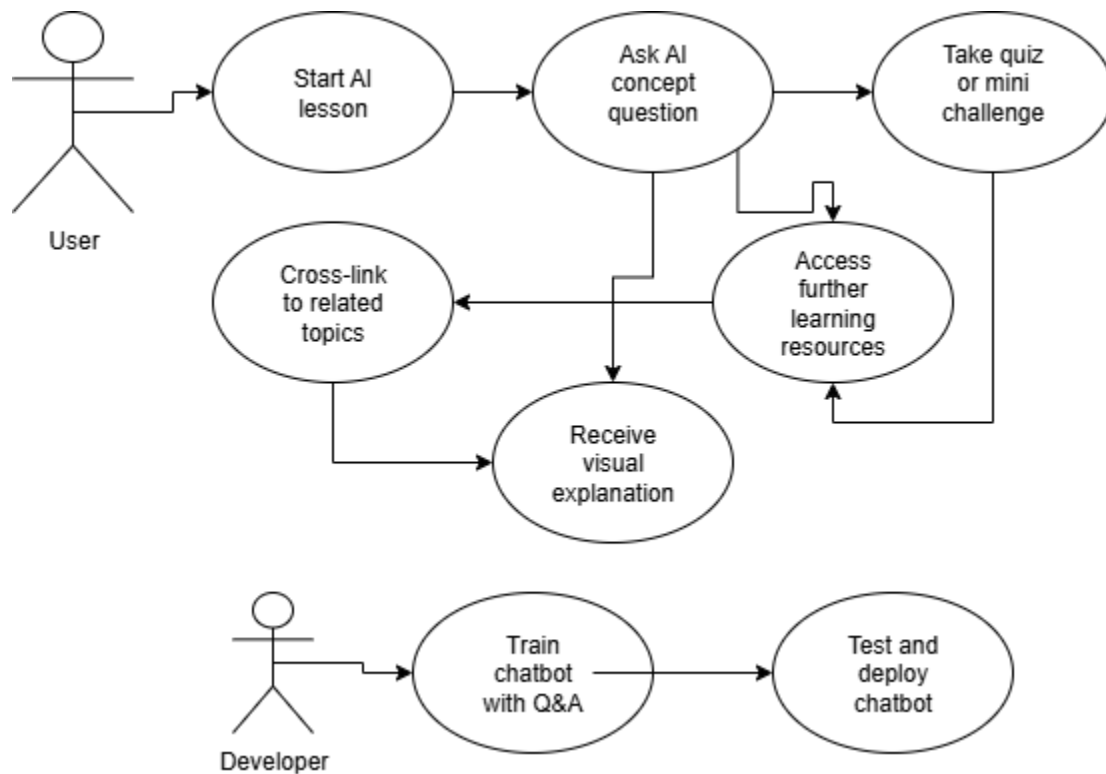 Start AI
lesson
Ask AI
concept
question
Take quiz
or mini
challenge
User
Cross-link
to related
topics
Access
further
learning
resources
Receive
visual
explanation
Train
chatbot
with Q&A
Test and
deploy
chatbot
Developer